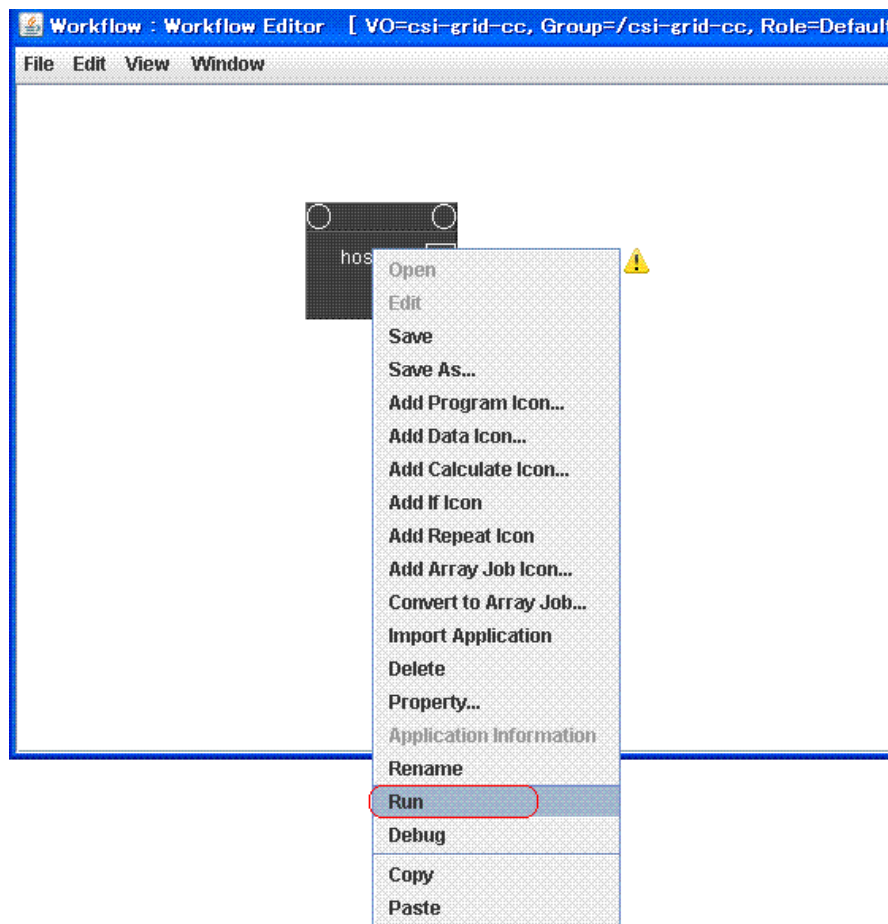 Workflow : Workflow Editor [ VO=csi-grid-cc, Group=/csi-grid-cc, Role=Default
File Edit View Window
hos
Open
Edit
Save
Save As...
Add Program Icon...
Add Data Icon...
Add Calculate Icon...
Add If Icon
Add Repeat Icon
Add Array Job Icon...
Convert to Array Job...
Import Application
Delete
Property...
Application Information
Rename
Run
Debug
Copy
Paste